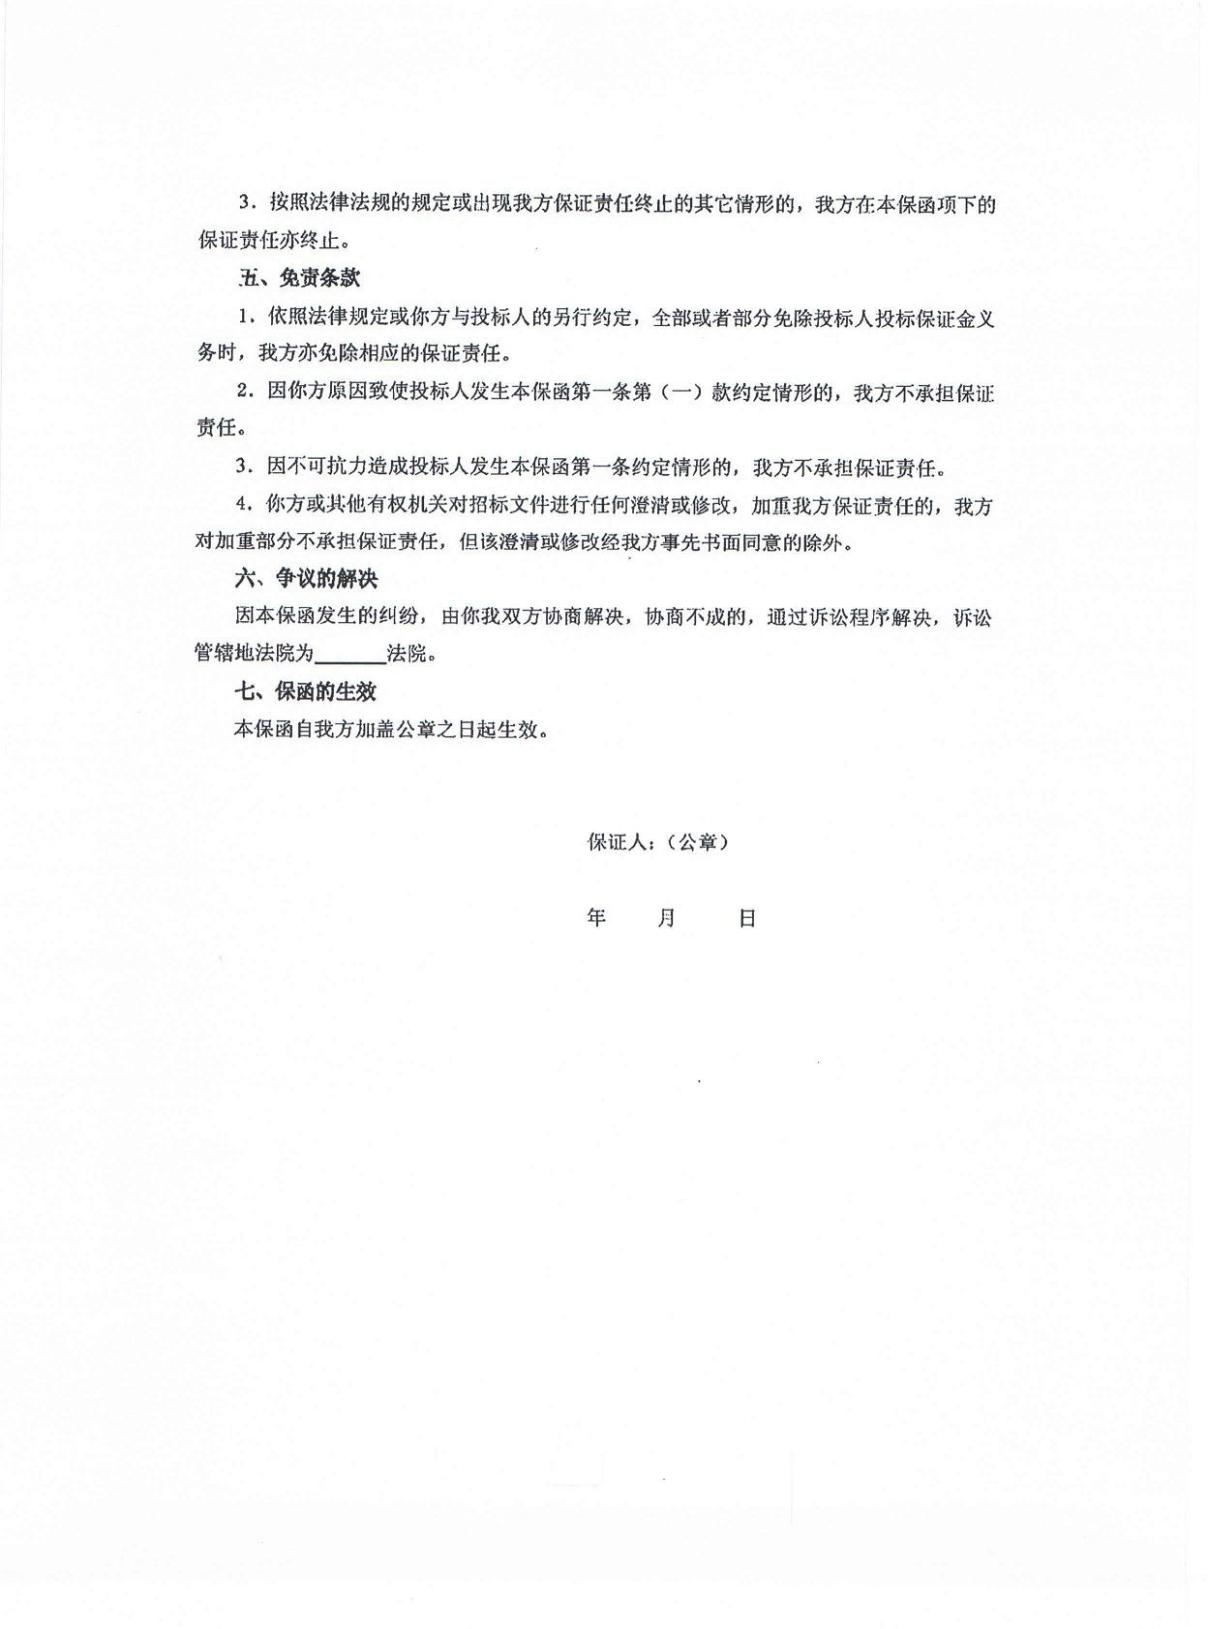 3．按照法律法规的规定或出现我方保证责任终止的其它情形的，我方在本保函项下的
保证责任亦终止。
五、免责条款
1．依照法律规定或你方与投标人的另行约定，全部或者部分免除投标人投标保证金义
务时，我方亦免除相应的保证责任。
2．因你方原因致使投标人发生本保函第一条第（一）款约定情形的，我方不承担保证
责任。
3．因不可抗力造成投标人发生本保函第一条约定情形的，我方不承担保证责任。
4．你方或其他有权机关对招标文件进行任何澄清或修改，加重我方保证责任的，我方
对加重部分不承担保证责任，但该澄清或修改经我方事先书面同意的除外。
六、争议的解决
因本保函发生的纠纷，由你我双方协商解决，协商不成的，通过诉讼程序解决，诉讼
管辖地法院为______法院。
七、保函的生效
本保函自我方加盖公章之日起生效。
保证人：（公章）
年 月 日